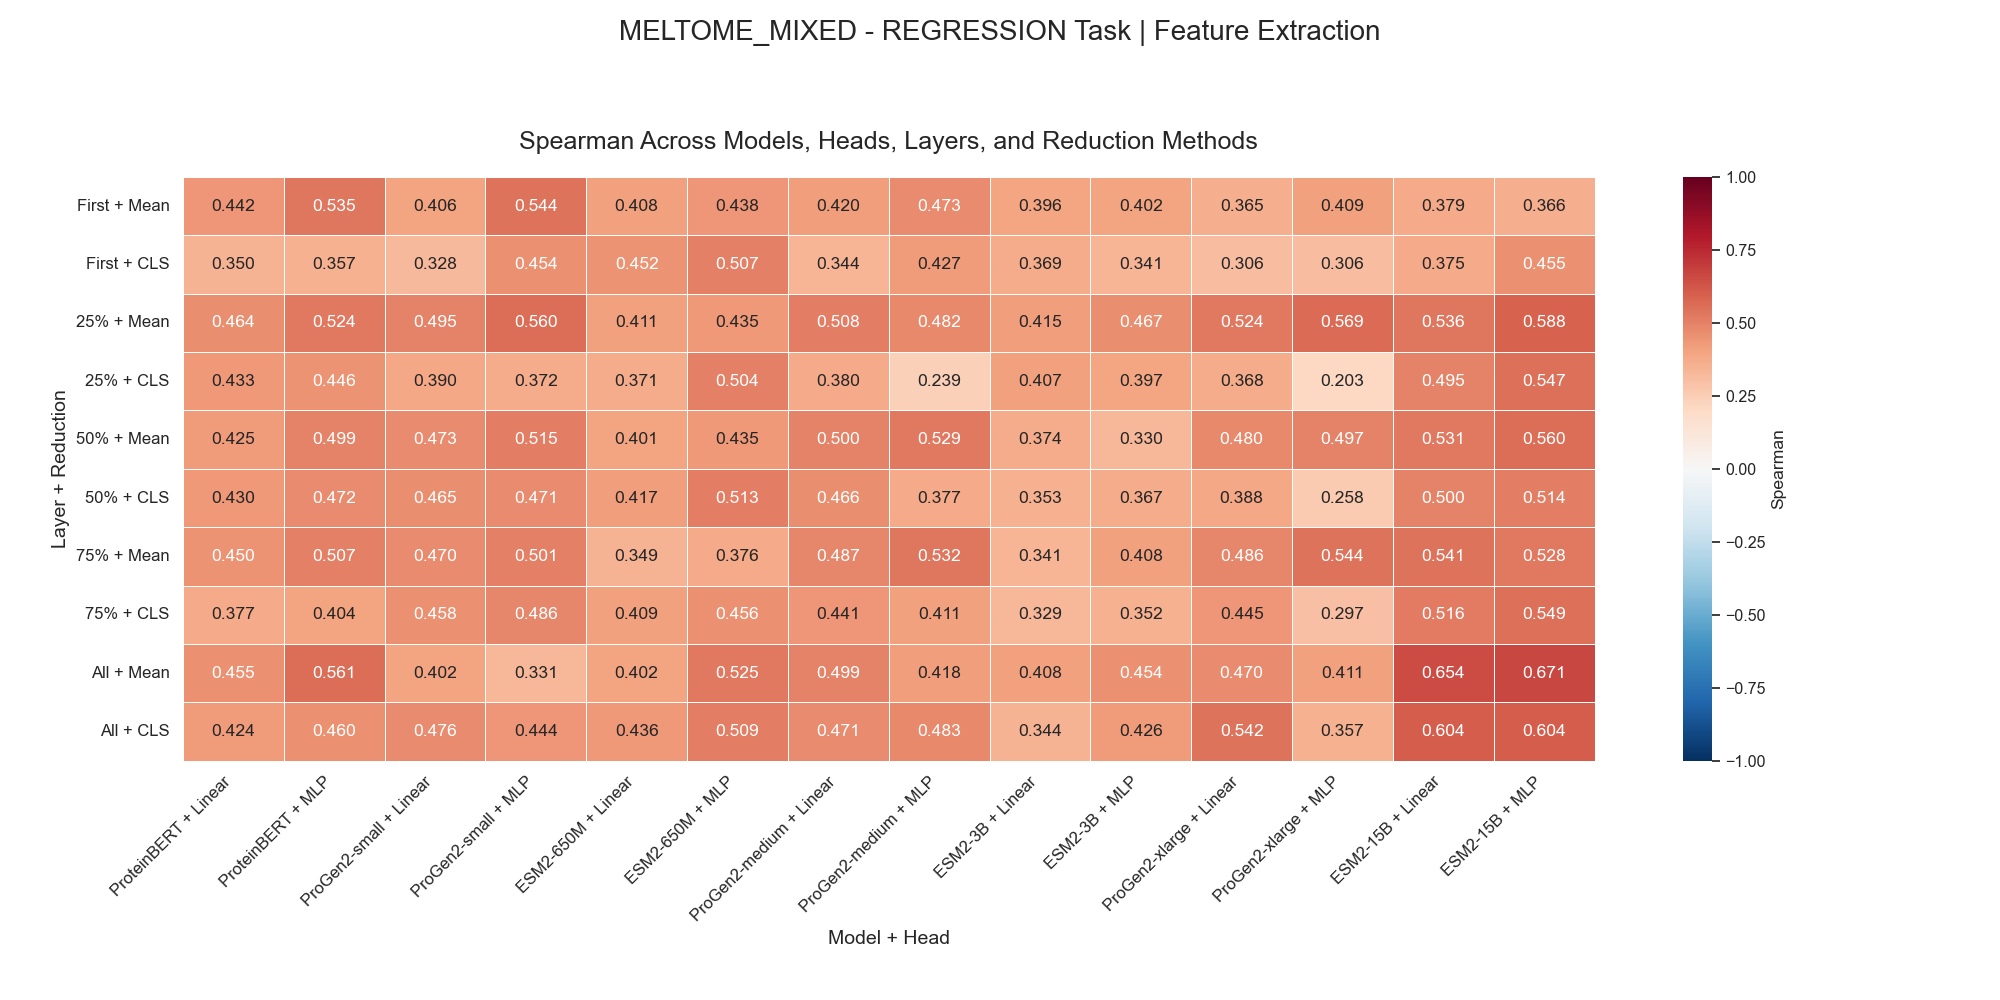 MELTOME_MIXED - REGRESSION Task | Feature Extraction
Spearman Across Models, Heads, Layers, and Reduction Methods
Layer + Reduction
First + Mean 0.442 0.535 0.406 0.544 0.408 0.438 0.420 0.473 0.396 0.402 0.365 0.409 0.379 0.366
First + CLS 0.350 0.357 0.328 0.454 0.452 0.507 0.344 0.427 0.369 0.341 0.306 0.306 0.375 0.455
25% + Mean 0.464 0.524 0.495 0.560 0.411 0.435 0.508 0.482 0.415 0.467 0.524 0.569 0.536 0.588
25% + CLS 0.433 0.446 0.390 0.372 0.371 0.504 0.380 0.239 0.407 0.397 0.368 0.203 0.495 0.547
50% + Mean 0.425 0.499 0.473 0.515 0.401 0.435 0.500 0.529 0.374 0.330 0.480 0.497 0.531 0.560
50% + CLS 0.430 0.472 0.465 0.471 0.417 0.513 0.466 0.377 0.353 0.367 0.388 0.258 0.500 0.514
75% + Mean 0.450 0.507 0.470 0.501 0.349 0.376 0.487 0.532 0.341 0.408 0.486 0.544 0.541 0.528
75% + CLS 0.377 0.404 0.458 0.486 0.409 0.456 0.441 0.411 0.329 0.352 0.445 0.297 0.516 0.549
All + Mean 0.455 0.561 0.402 0.331 0.402 0.525 0.499 0.418 0.408 0.454 0.470 0.411 0.654 0.671
All + CLS 0.424 0.460 0.476 0.444 0.436 0.509 0.471 0.483 0.344 0.426 0.542 0.357 0.604 0.604
ProteinBERT + Linear
ProteinBERT + MLP
ProGen2-small + Linear
ProGen2-small + MLP
ESM2-650M + Linear
ESM2-650M + MLP
ProGen2-medium + Linear
ProGen2-medium + MLP
ESM2-3B + Linear
ESM2-3B + MLP
ProGen2-xlarge + Linear
ProGen2-xlarge + MLP
ESM2-15B + Linear
ESM2-15B + MLP
Model + Head
1.00
0.75
0.50
0.25
0.00
−0.25
−0.50
−0.75
−1.00
Spearman